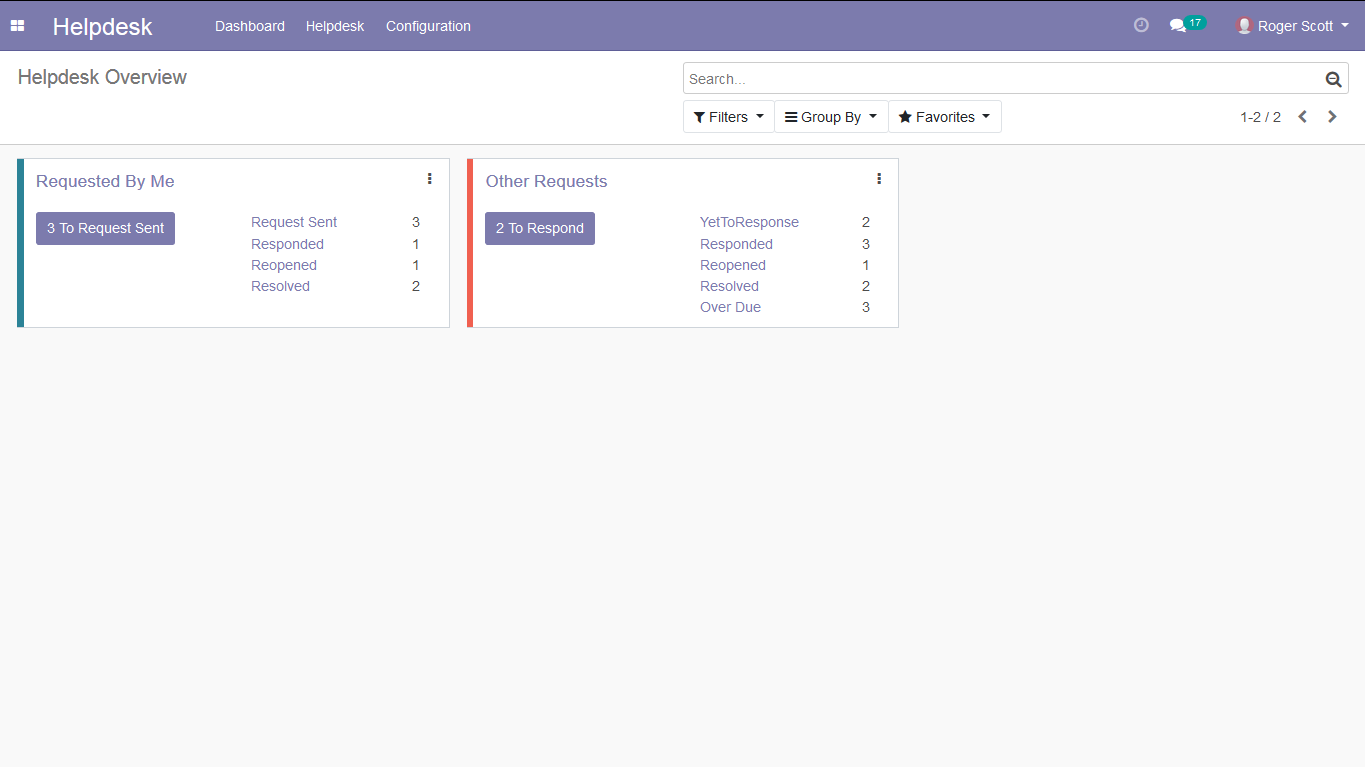 Helpdesk Dashboard Helpdesk Configuration 17 Roger Scott
Helpdesk Overview
Search...
Filters Group By Favorites 1-2 / 2
Requested By Me
3 To Request Sent
Request Sent 3
Responded 1
Reopened 1
Resolved 2
Other Requests
2 To Respond
YetToResponse 2
Responded 3
Reopened 1
Resolved 2
Over Due 3